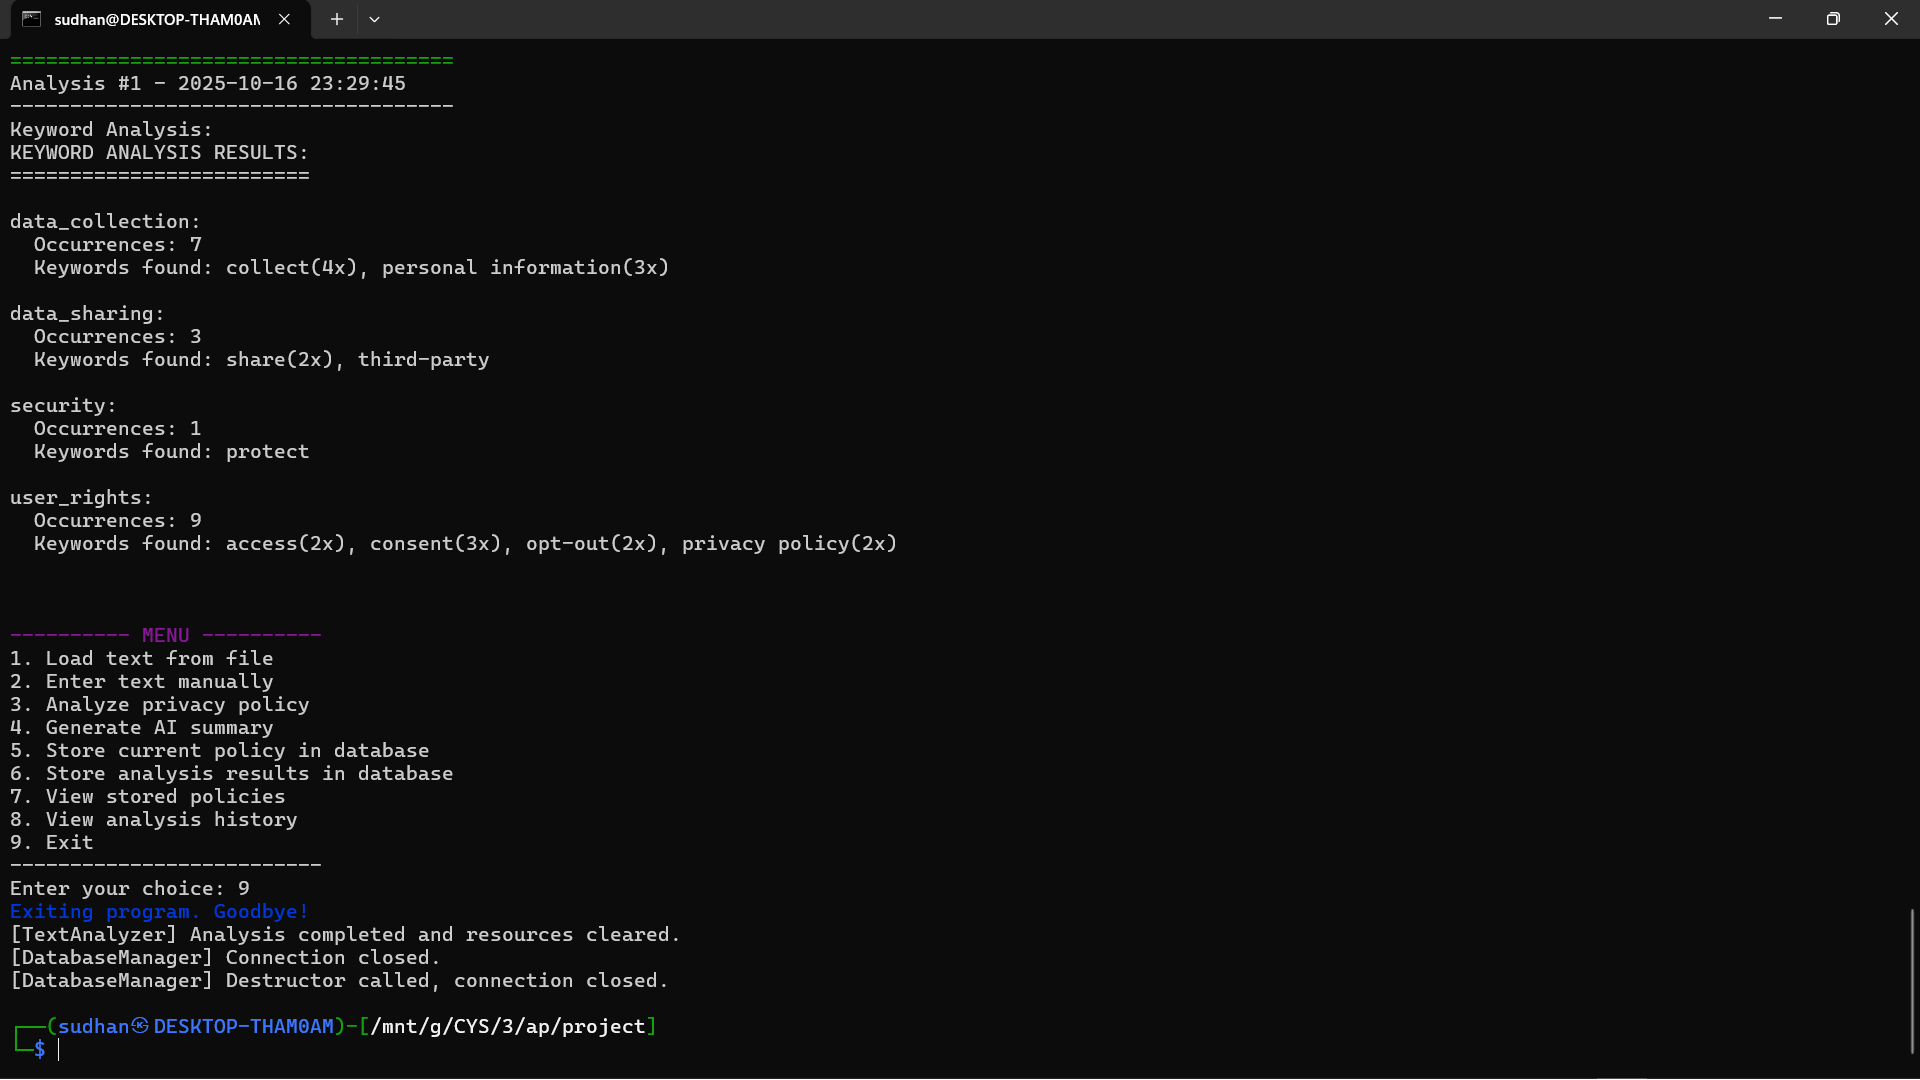 sudhan@DESKTOP-THAM0AM
=====================================
Analysis #1 - 2025-10-16 23:29:45
-------------------------------------
Keyword Analysis:
KEYWORD ANALYSIS RESULTS:
=========================
data_collection:
Occurrences: 7
Keywords found: collect(4x), personal information(3x)
data_sharing:
Occurrences: 3
Keywords found: share(2x), third-party
security:
Occurrences: 1
Keywords found: protect
user_rights:
Occurrences: 9
Keywords found: access(2x), consent(3x), opt-out(2x), privacy policy(2x)
---------- MENU ----------
1. Load text from file
2. Enter text manually
3. Analyze privacy policy
4. Generate AI summary
5. Store current policy in database
6. Store analysis results in database
7. View stored policies
8. View analysis history
9. Exit
--------------------------
Enter your choice: 9
Exiting program. Goodbye!
[TextAnalyzer] Analysis completed and resources cleared.
[DatabaseManager] Connection closed.
[DatabaseManager] Destructor called, connection closed.
┌──(sudhan㉿DESKTOP-THAM0AM)-[/mnt/g/CYS/3/ap/project]
└─$